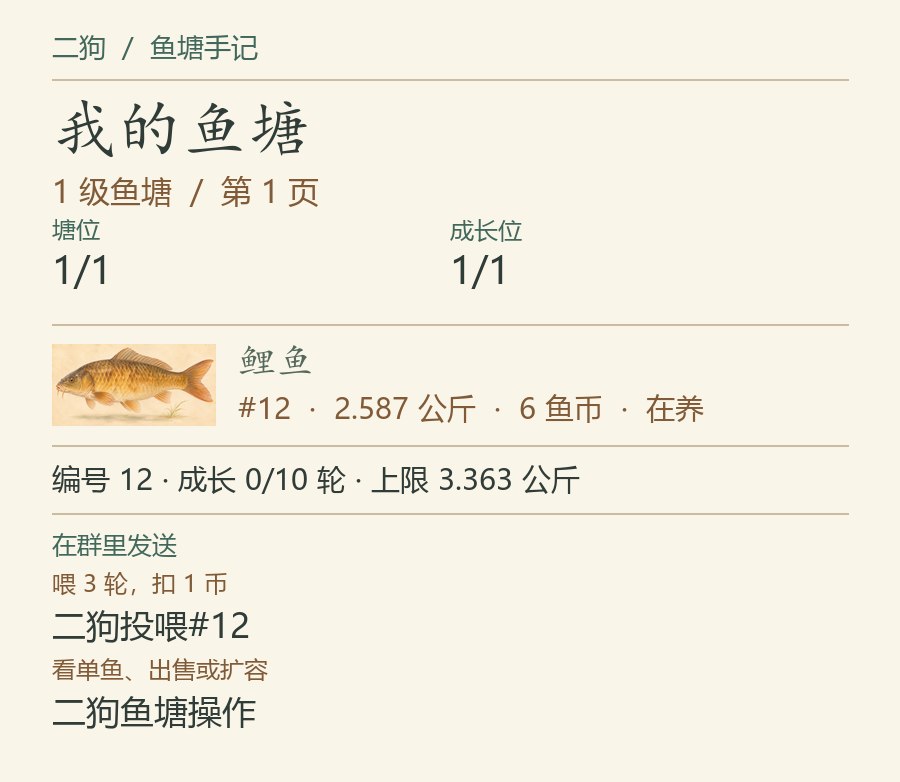 二狗 / 鱼塘手记
我的鱼塘
1 级鱼塘 / 第 1 页
塘位 成长位
1/1 1/1
鲤鱼
#12 · 2.587 公斤 · 6 鱼币 · 在养
编号 12 · 成长 0/10 轮 · 上限 3.363 公斤
在群里发送
喂 3 轮，扣 1 币
二狗投喂#12
看单鱼、出售或扩容
二狗鱼塘操作